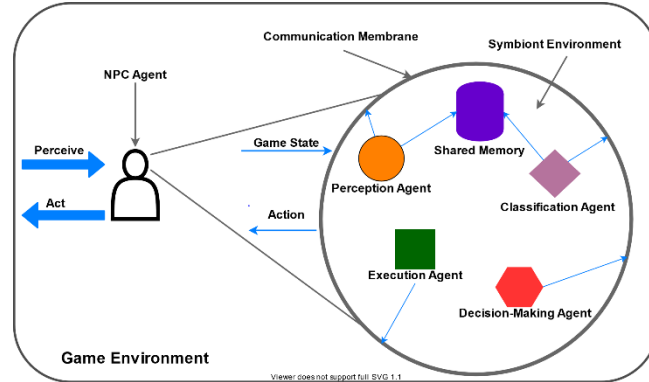 Communication Membrane
Symbiont Environment
NPC Agent
Perceive
Game State
Shared Memory
Perception Agent
Act
Action
Classification Agent
Execution Agent
Decision-Making Agent
Game Environment
Viewer does not support full SVG 1.1